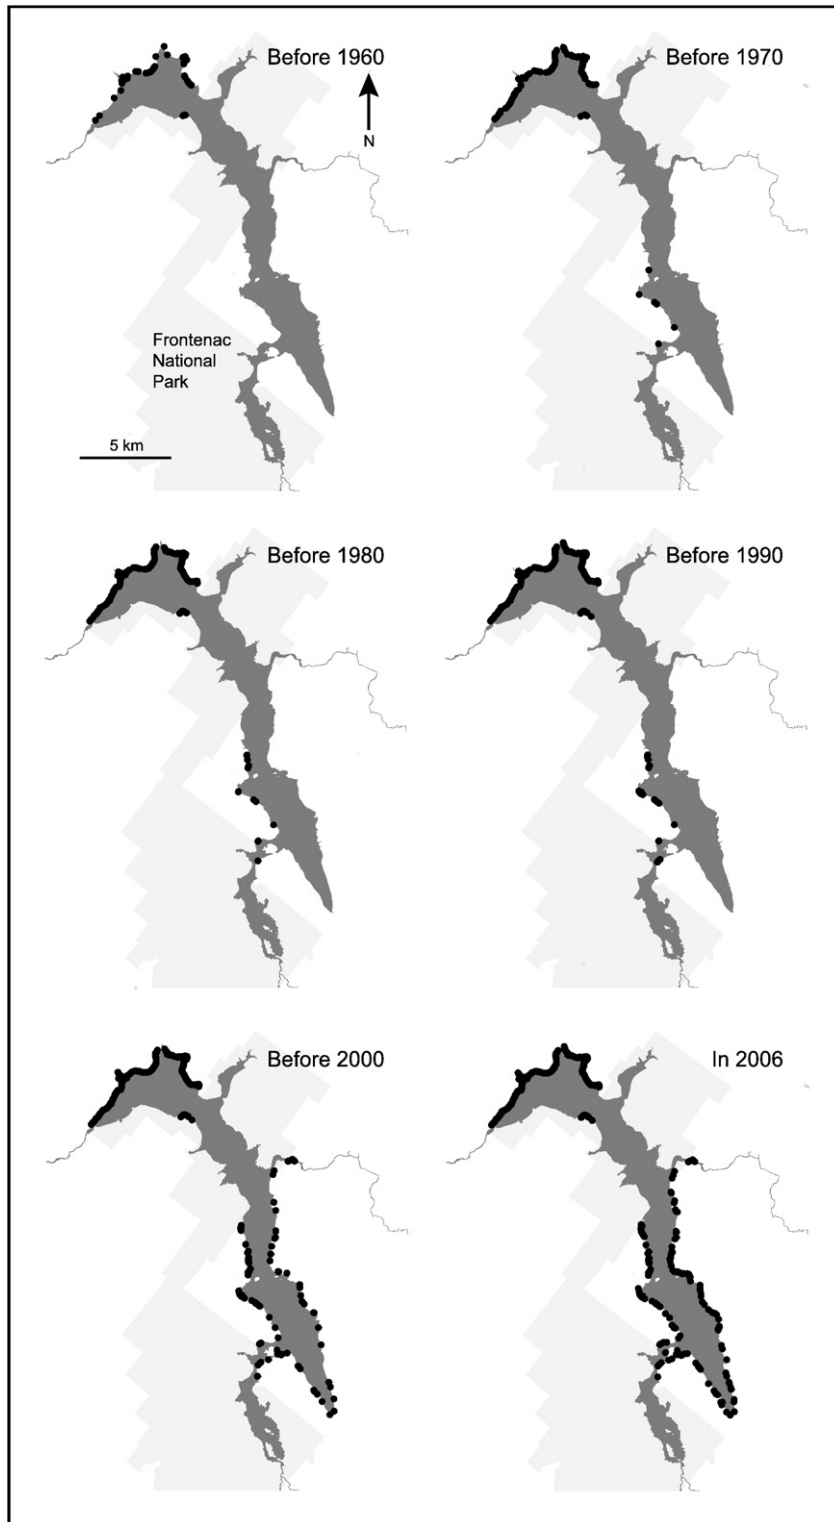 Before 1960
N
Frontenac
National
Park
5 km
Before 1970
Before 1980
Before 1990
Before 2000
In 2006